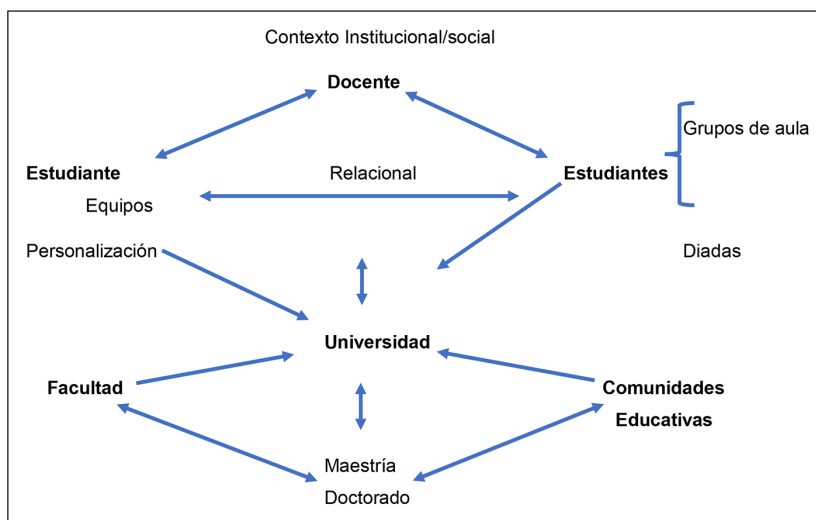 Contexto Institucional/social
Docente
Grupos de aula
Estudiante
Relacional
Estudiantes
Equipos
Personalización
Diadas
Universidad
Facultad
Comunidades
Educativas
Maestría
Doctorado